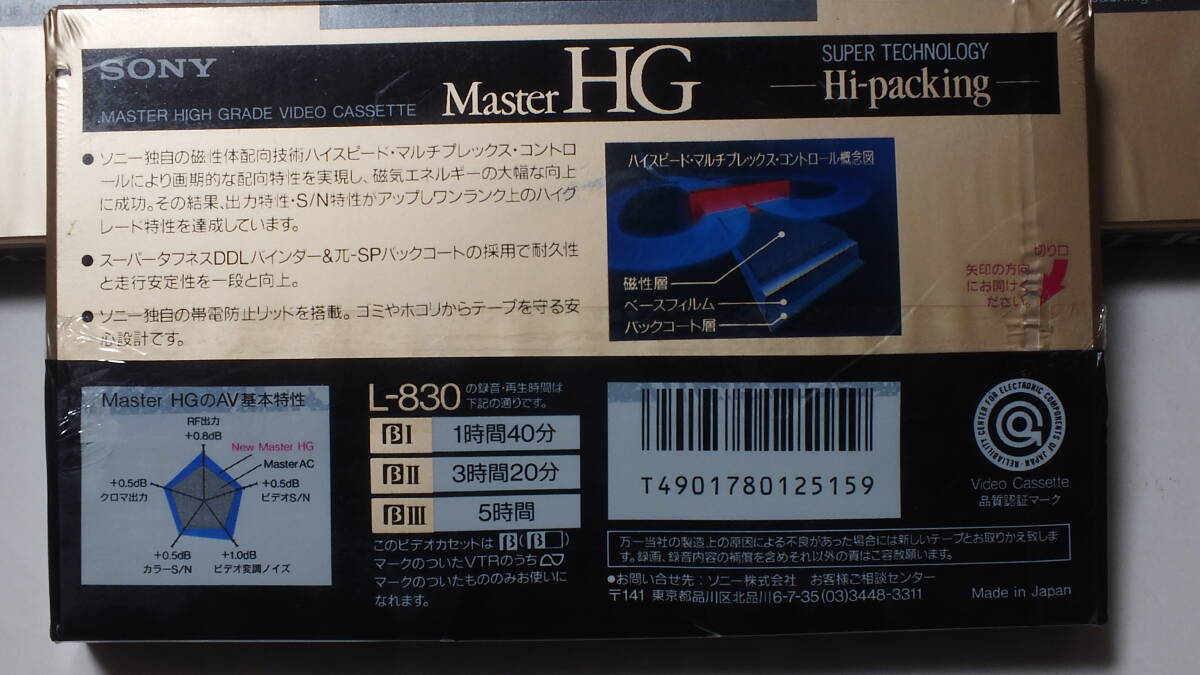 SONY
MASTER HIGH GRADE VIDEO CASSETTE
Master HG
SUPER TECHNOLOGY
Hi-packing
● ソニー独自の磁性体配向技術ハイスピード・マルチプレックス・コントロ
ールにより画期的な配向特性を実現し、磁気エネルギーの大幅な向上
に成功。その結果、出力特性・S/N特性がアップしワンランク上のハイグ
レード特性を達成しています。
● スーパータフネスDDLバインダー&π-SPバックコートの採用で耐久性
と走行安定性を一段と向上。
● ソニー独自の帯電防止リッドを搭載。ゴミやホコリからテープを守る安
心設計です。
ハイスピード・マルチプレックス・コントロール概念図
磁性層
ベースフィルム
バックコート層
切り口
矢印の方向
にお開けく
ださい。
Master HGのAV基本特性
RF出力
+0.8dB
New Master HG
Master AC
+0.5dB
クロマ出力
+0.5dB
ビデオS/N
+0.5dB
カラーS/N
+1.0dB
ビデオ変調ノイズ
L-830 の録音・再生時間は
下記の通りです。
βI 1時間40分
βII 3時間20分
βIII 5時間
このビデオカセットは β(β)
マークのついたVTRのうち
マークのついたもののみお使いに
なれます。
T4901780125159
RELIABILITY CENTER FOR ELECTRONIC COMPONENTS OF JAPAN
Video Cassette
品質認証マーク
万一当社の製造上の原因による不良があった場合には新しいテープとお取りかえ致しま
す。録画、録音内容の補償を含めそれ以外の責はご容赦願います。
●お問い合せ先:ソニー株式会社 お客様ご相談センター
〒141 東京都品川区北品川6-7-35(03)3448-3311
Made in Japan